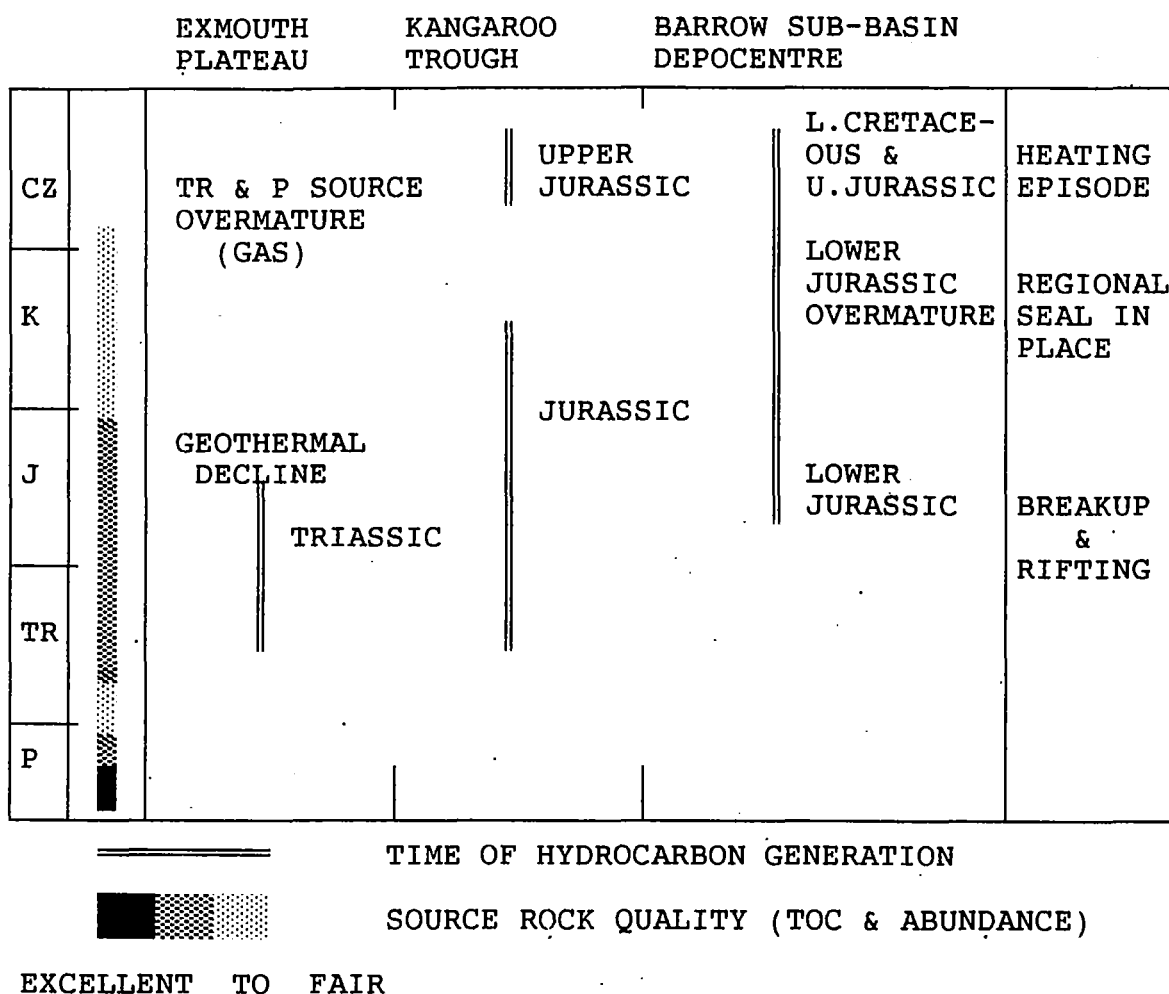 EXMOUTH PLATEAU
KANGAROO TROUGH
BARROW SUB-BASIN DEPOCENTRE
CZ
K
J
TR
P
TR & P SOURCE
OVERMATURE
(GAS)
GEOTHERMAL
DECLINE
TRIASSIC
UPPER
JURASSIC
JURASSIC
L.CRETACE-
OUS &
U.JURASSIC
LOWER
JURASSIC
OVERMATURE
LOWER
JURASSIC
HEATING
EPISODE
REGIONAL
SEAL IN
PLACE
BREAKUP
&
RIFTING
TIME OF HYDROCARBON GENERATION
SOURCE ROCK QUALITY (TOC & ABUNDANCE)
EXCELLENT TO FAIR